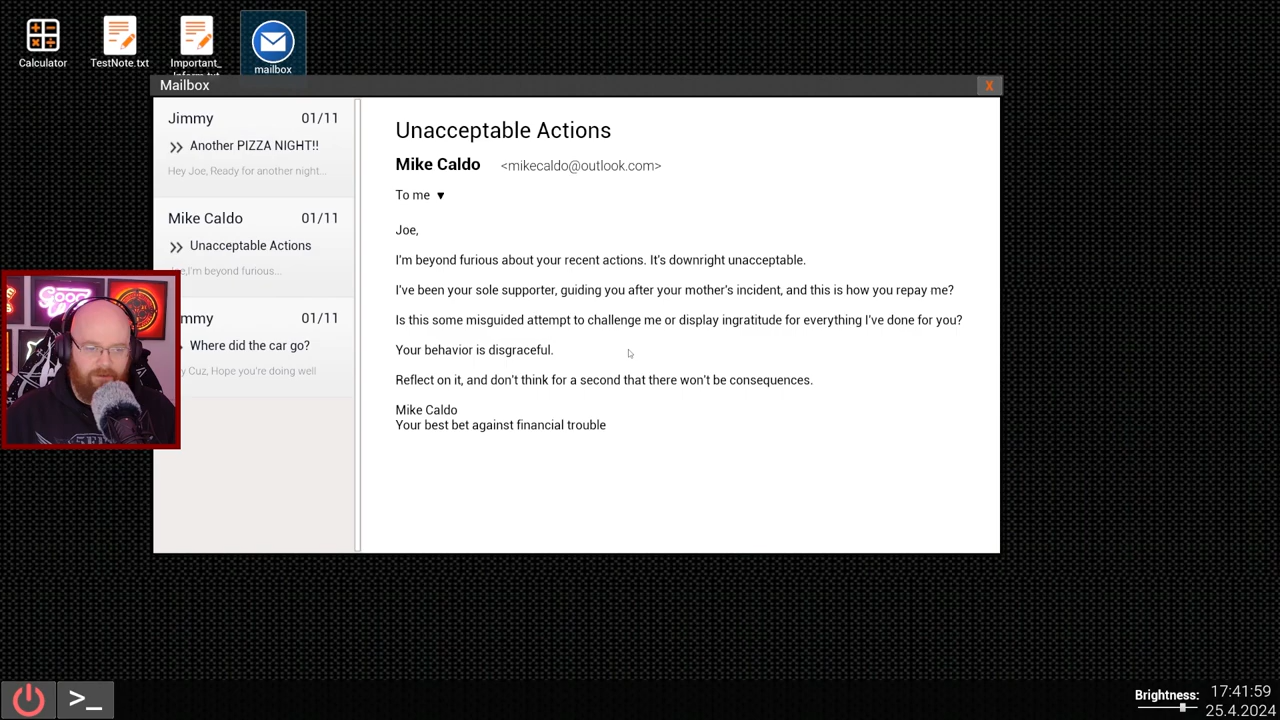 Calculator
TestNote.txt
Important_
Inform.txt
mailbox
Mailbox
X
Jimmy 01/11
Another PIZZA NIGHT!!
Hey Joe, Ready for another night...
Mike Caldo 01/11
Unacceptable Actions
e,I'm beyond furious...
mmy 01/11
Where did the car go?
y Cuz, Hope you're doing well
Unacceptable Actions
Mike Caldo <mikecaldo@outlook.com>
To me ▼
Joe,
I'm beyond furious about your recent actions. It's downright unacceptable.
I've been your sole supporter, guiding you after your mother's incident, and this is how you repay me?
Is this some misguided attempt to challenge me or display ingratitude for everything I've done for you?
Your behavior is disgraceful.
Reflect on it, and don't think for a second that there won't be consequences.
Mike Caldo
Your best bet against financial trouble
>_
Brightness:
17:41:59
25.4.2024